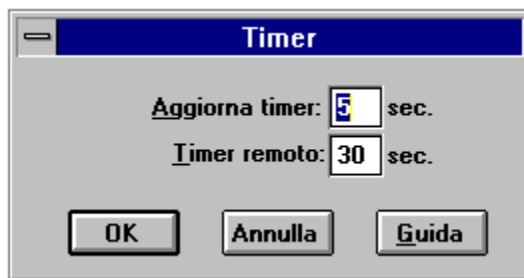 Timer
Aggiorna timer: 5 sec.
Timer remoto: 30 sec.
OK Annulla Guida